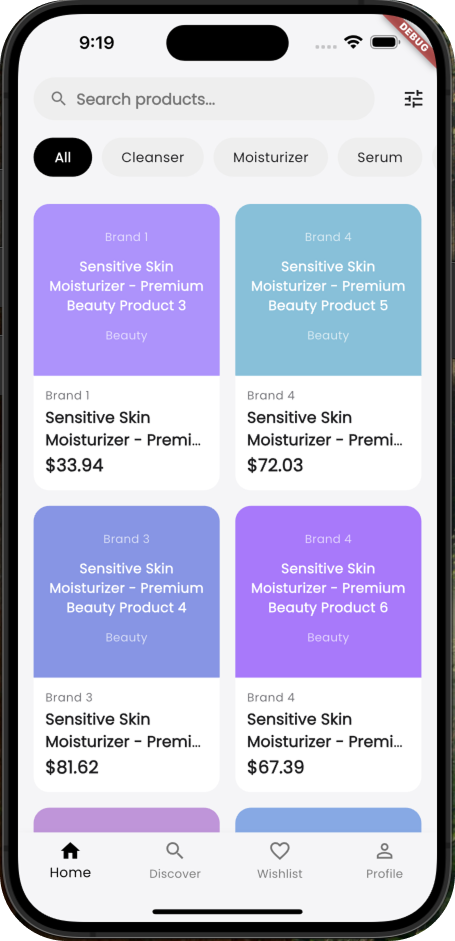 9:19
DEBUG
Search products...
All
Cleanser
Moisturizer
Serum
Brand 1
Sensitive Skin
Moisturizer - Premium
Beauty Product 3
Beauty
Brand 1
Sensitive Skin
Moisturizer - Premi...
$33.94
Brand 4
Sensitive Skin
Moisturizer - Premium
Beauty Product 5
Beauty
Brand 4
Sensitive Skin
Moisturizer - Premi...
$72.03
Brand 3
Sensitive Skin
Moisturizer - Premium
Beauty Product 4
Beauty
Brand 3
Sensitive Skin
Moisturizer - Premi...
$81.62
Brand 4
Sensitive Skin
Moisturizer - Premium
Beauty Product 6
Beauty
Brand 4
Sensitive Skin
Moisturizer - Premi...
$67.39
Home
Discover
Wishlist
Profile